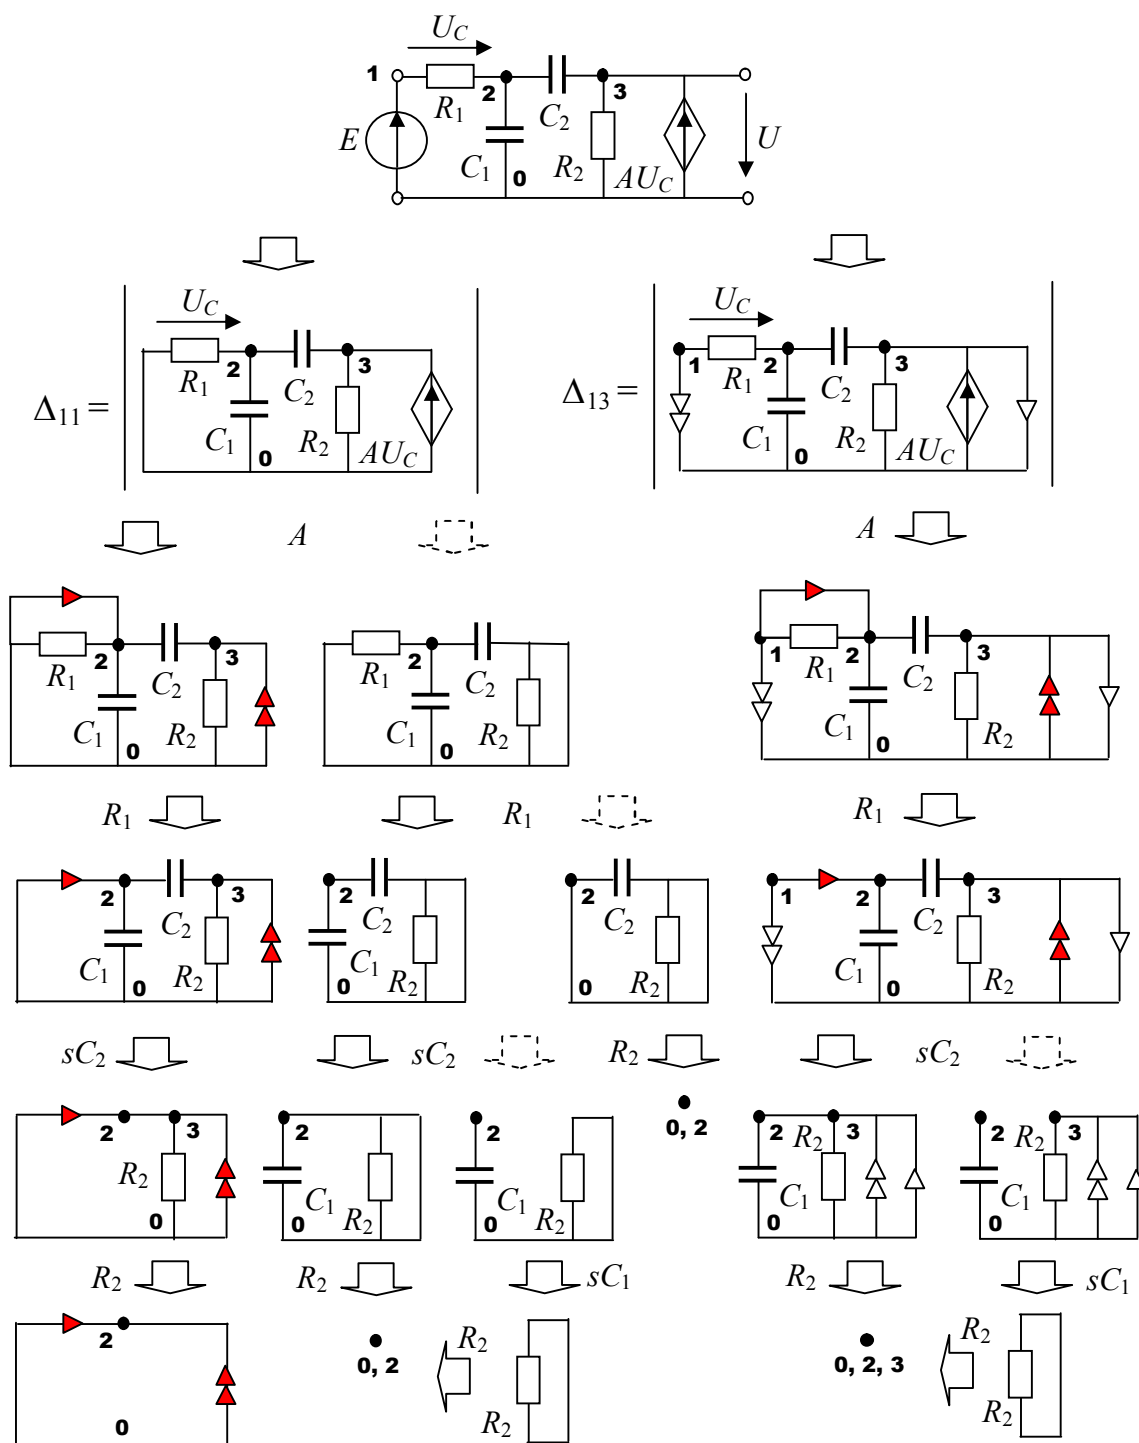 U_C
1 R_1 2 C_2 3
E C_1 0 R_2 AU_C U
U_C U_C
Δ_11 = R_1 2 C_2 3 C_1 0 R_2 AU_C
Δ_13 = 1 R_1 2 C_2 3 C_1 0 R_2 AU_C
A A
R_1 2 C_2 3 C_1 0 R_2
R_1 2 C_2 C_1 0 R_2
1 R_1 2 C_2 3 C_1 0 R_2
R_1 R_1 R_1
2 C_2 3 C_1 0 R_2
2 C_2 C_1 0 R_2
2 C_2 0 R_2
1 2 C_2 3 C_1 0 R_2
sC_2 sC_2 R_2 sC_2
2 3 R_2 0
2 C_1 0 R_2
2 C_1 0 R_2
0, 2
2 R_2 3 C_1 0
2 R_2 3 C_1 0
R_2 R_2 sC_1 R_2 sC_1
2 0
0, 2
R_2 R_2
0, 2, 3
R_2 R_2